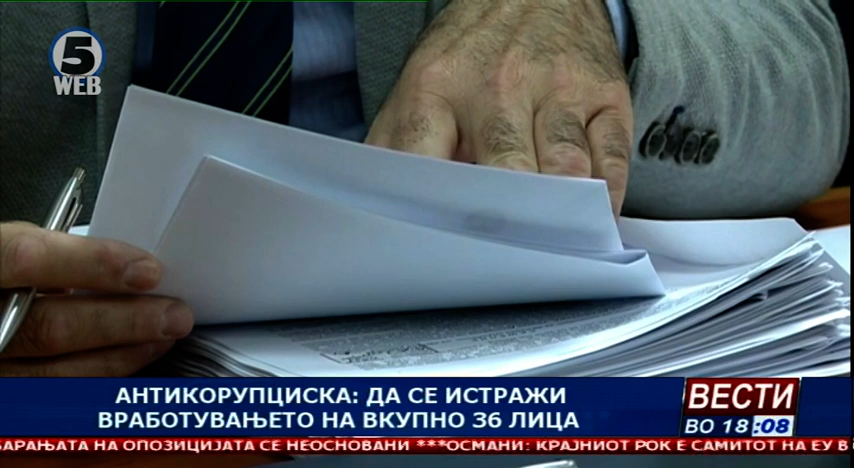 5
WEB
АНТИКОРУПЦИСКА: ДА СЕ ИСТРАЖИ
ВРАБОТУВАЊЕТО НА ВКУПНО 36 ЛИЦА
ВЕСТИ
ВО 18:08
БАРАЊАТА НА ОПОЗИЦИЈАТА СЕ НЕОСНОВАНИ ***ОСМАНИ: КРАЈНИОТ РОК Е САМИТОТ НА ЕУ В